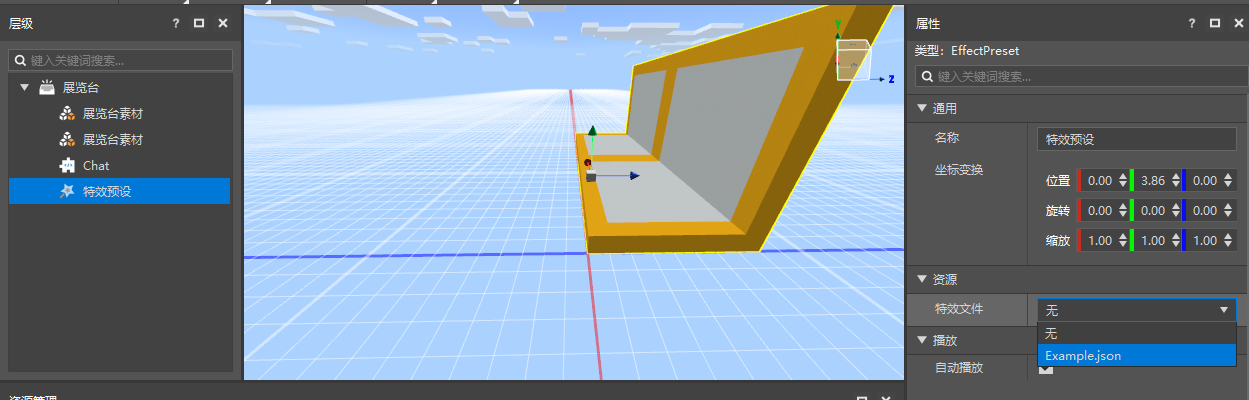 层级
?
键入关键词搜索...
展览台
展览台素材
展览台素材
Chat
特效预设
Y
Z
属性
?
类型：EffectPreset
键入关键词搜索...
通用
名称 特效预设
坐标变换
位置 0.00 3.86 0.00
旋转 0.00 0.00 0.00
缩放 1.00 1.00 1.00
资源
特效文件 无
无
Example.json
播放
自动播放
资源管理